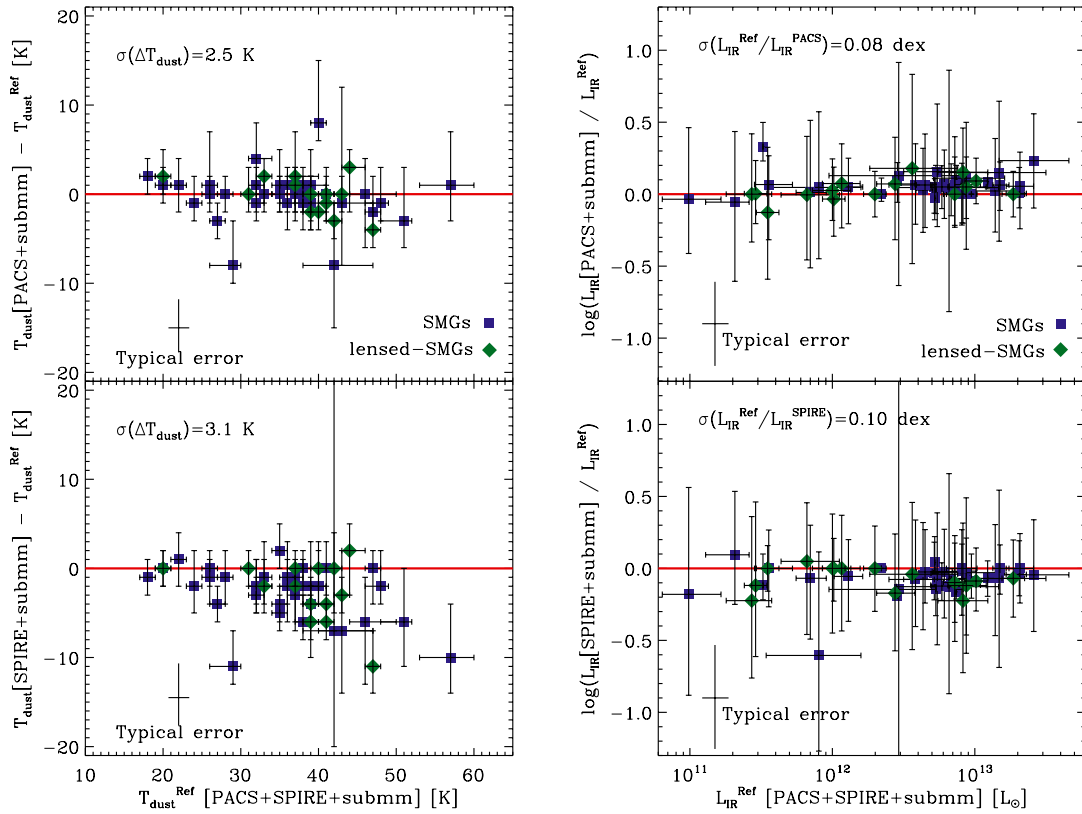 σ(ΔT_dust)=2.5 K
T_dust[PACS+submm] − T_dust^Ref [K]
20
10
0
−10
−20
SMGs
lensed−SMGs
Typical error
σ(L_IR^Ref/L_IR^PACS)=0.08 dex
log(L_IR[PACS+submm] / L_IR^Ref)
1.0
0.5
0.0
−0.5
−1.0
SMGs
lensed−SMGs
Typical error
σ(ΔT_dust)=3.1 K
T_dust[SPIRE+submm] − T_dust^Ref [K]
20
10
0
−10
−20
Typical error
10 20 30 40 50 60
T_dust^Ref [PACS+SPIRE+submm] [K]
σ(L_IR^Ref/L_IR^SPIRE)=0.10 dex
log(L_IR[SPIRE+submm] / L_IR^Ref)
1.0
0.5
0.0
−0.5
−1.0
Typical error
10^11 10^12 10^13
L_IR^Ref [PACS+SPIRE+submm] [L_⊙]